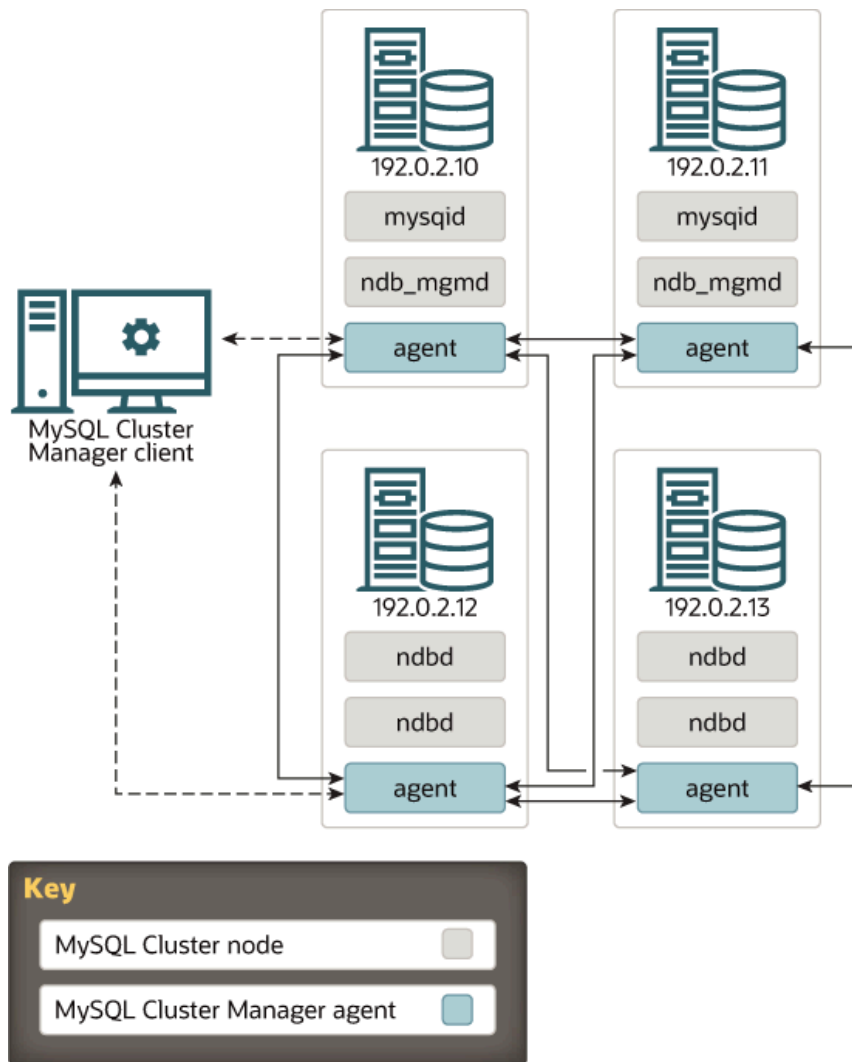 192.0.2.10
mysqid
ndb_mgmd
agent
192.0.2.11
mysqid
ndb_mgmd
agent
MySQL Cluster
Manager client
192.0.2.12
ndbd
ndbd
agent
192.0.2.13
ndbd
ndbd
agent
Key
MySQL Cluster node
MySQL Cluster Manager agent